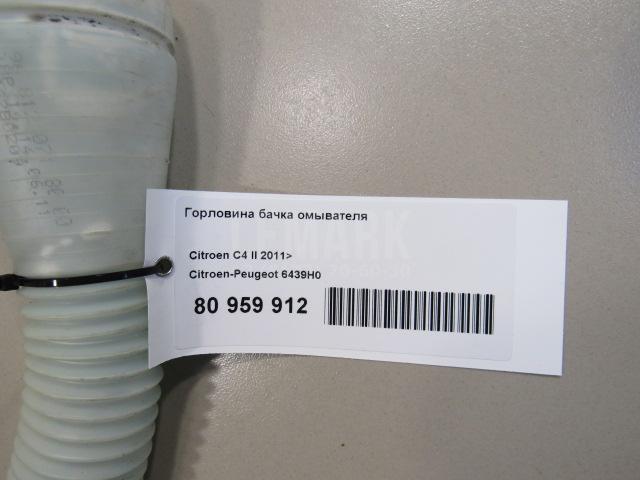 Горловина бачка омывателя
Citroen C4 II 2011>
Citroen-Peugeot 6439H0
80 959 912